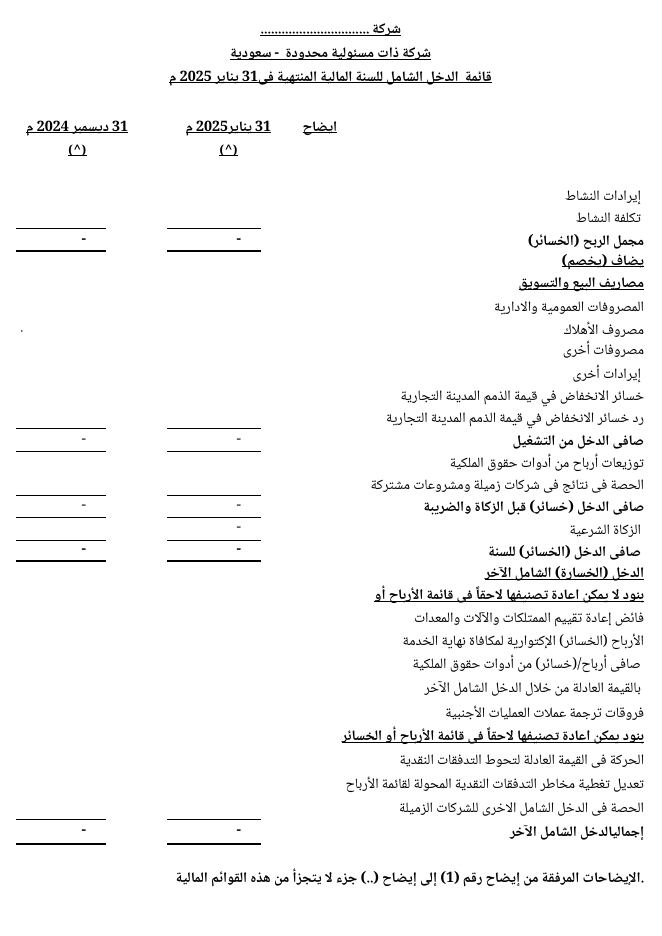 شركة ...............................
شركة ذات مسئولية محدودة - سعودية
قائمة الدخل الشامل للسنة المالية المنتهية فى31 يناير 2025 م
ايضاح 31 يناير2025 م 31 ديسمبر 2024 م
(^) (^)
إيرادات النشاط
تكلفة النشاط
مجمل الربح (الخسائر) - -
يضاف (يخصم)
مصاريف البيع والتسويق
المصروفات العمومية والادارية
مصروف الأهلاك .
مصروفات أخرى
إيرادات أخرى
خسائر الانخفاض في قيمة الذمم المدينة التجارية
رد خسائر الانخفاض في قيمة الذمم المدينة التجارية
صافى الدخل من التشغيل - -
توزيعات أرباح من أدوات حقوق الملكية
الحصة فى نتائج فى شركات زميلة ومشروعات مشتركة
صافى الدخل (خسائر) قبل الزكاة والضريبة - -
الزكاة الشرعية -
صافى الدخل (الخسائر) للسنة - -
الدخل (الخسارة) الشامل الآخر
بنود لا يمكن اعادة تصنيفها لاحقاً فى قائمة الأرباح أو
فائض إعادة تقييم الممتلكات والآلات والمعدات
الأرباح (الخسائر) الإكتوارية لمكافاة نهاية الخدمة
صافى أرباح/(خسائر) من أدوات حقوق الملكية
بالقيمة العادلة من خلال الدخل الشامل الآخر
فروقات ترجمة عملات العمليات الأجنبية
بنود يمكن اعادة تصنيفها لاحقاً فى قائمة الأرباح أو الخسائر
الحركة فى القيمة العادلة لتحوط التدفقات النقدية
تعديل تغطية مخاطر التدفقات النقدية المحولة لقائمة الأرباح
الحصة فى الدخل الشامل الاخرى للشركات الزميلة
إجماليالدخل الشامل الآخر - -
.الإيضاحات المرفقة من إيضاح رقم (1) إلى إيضاح (..) جزء لا يتجزأ من هذه القوائم المالية